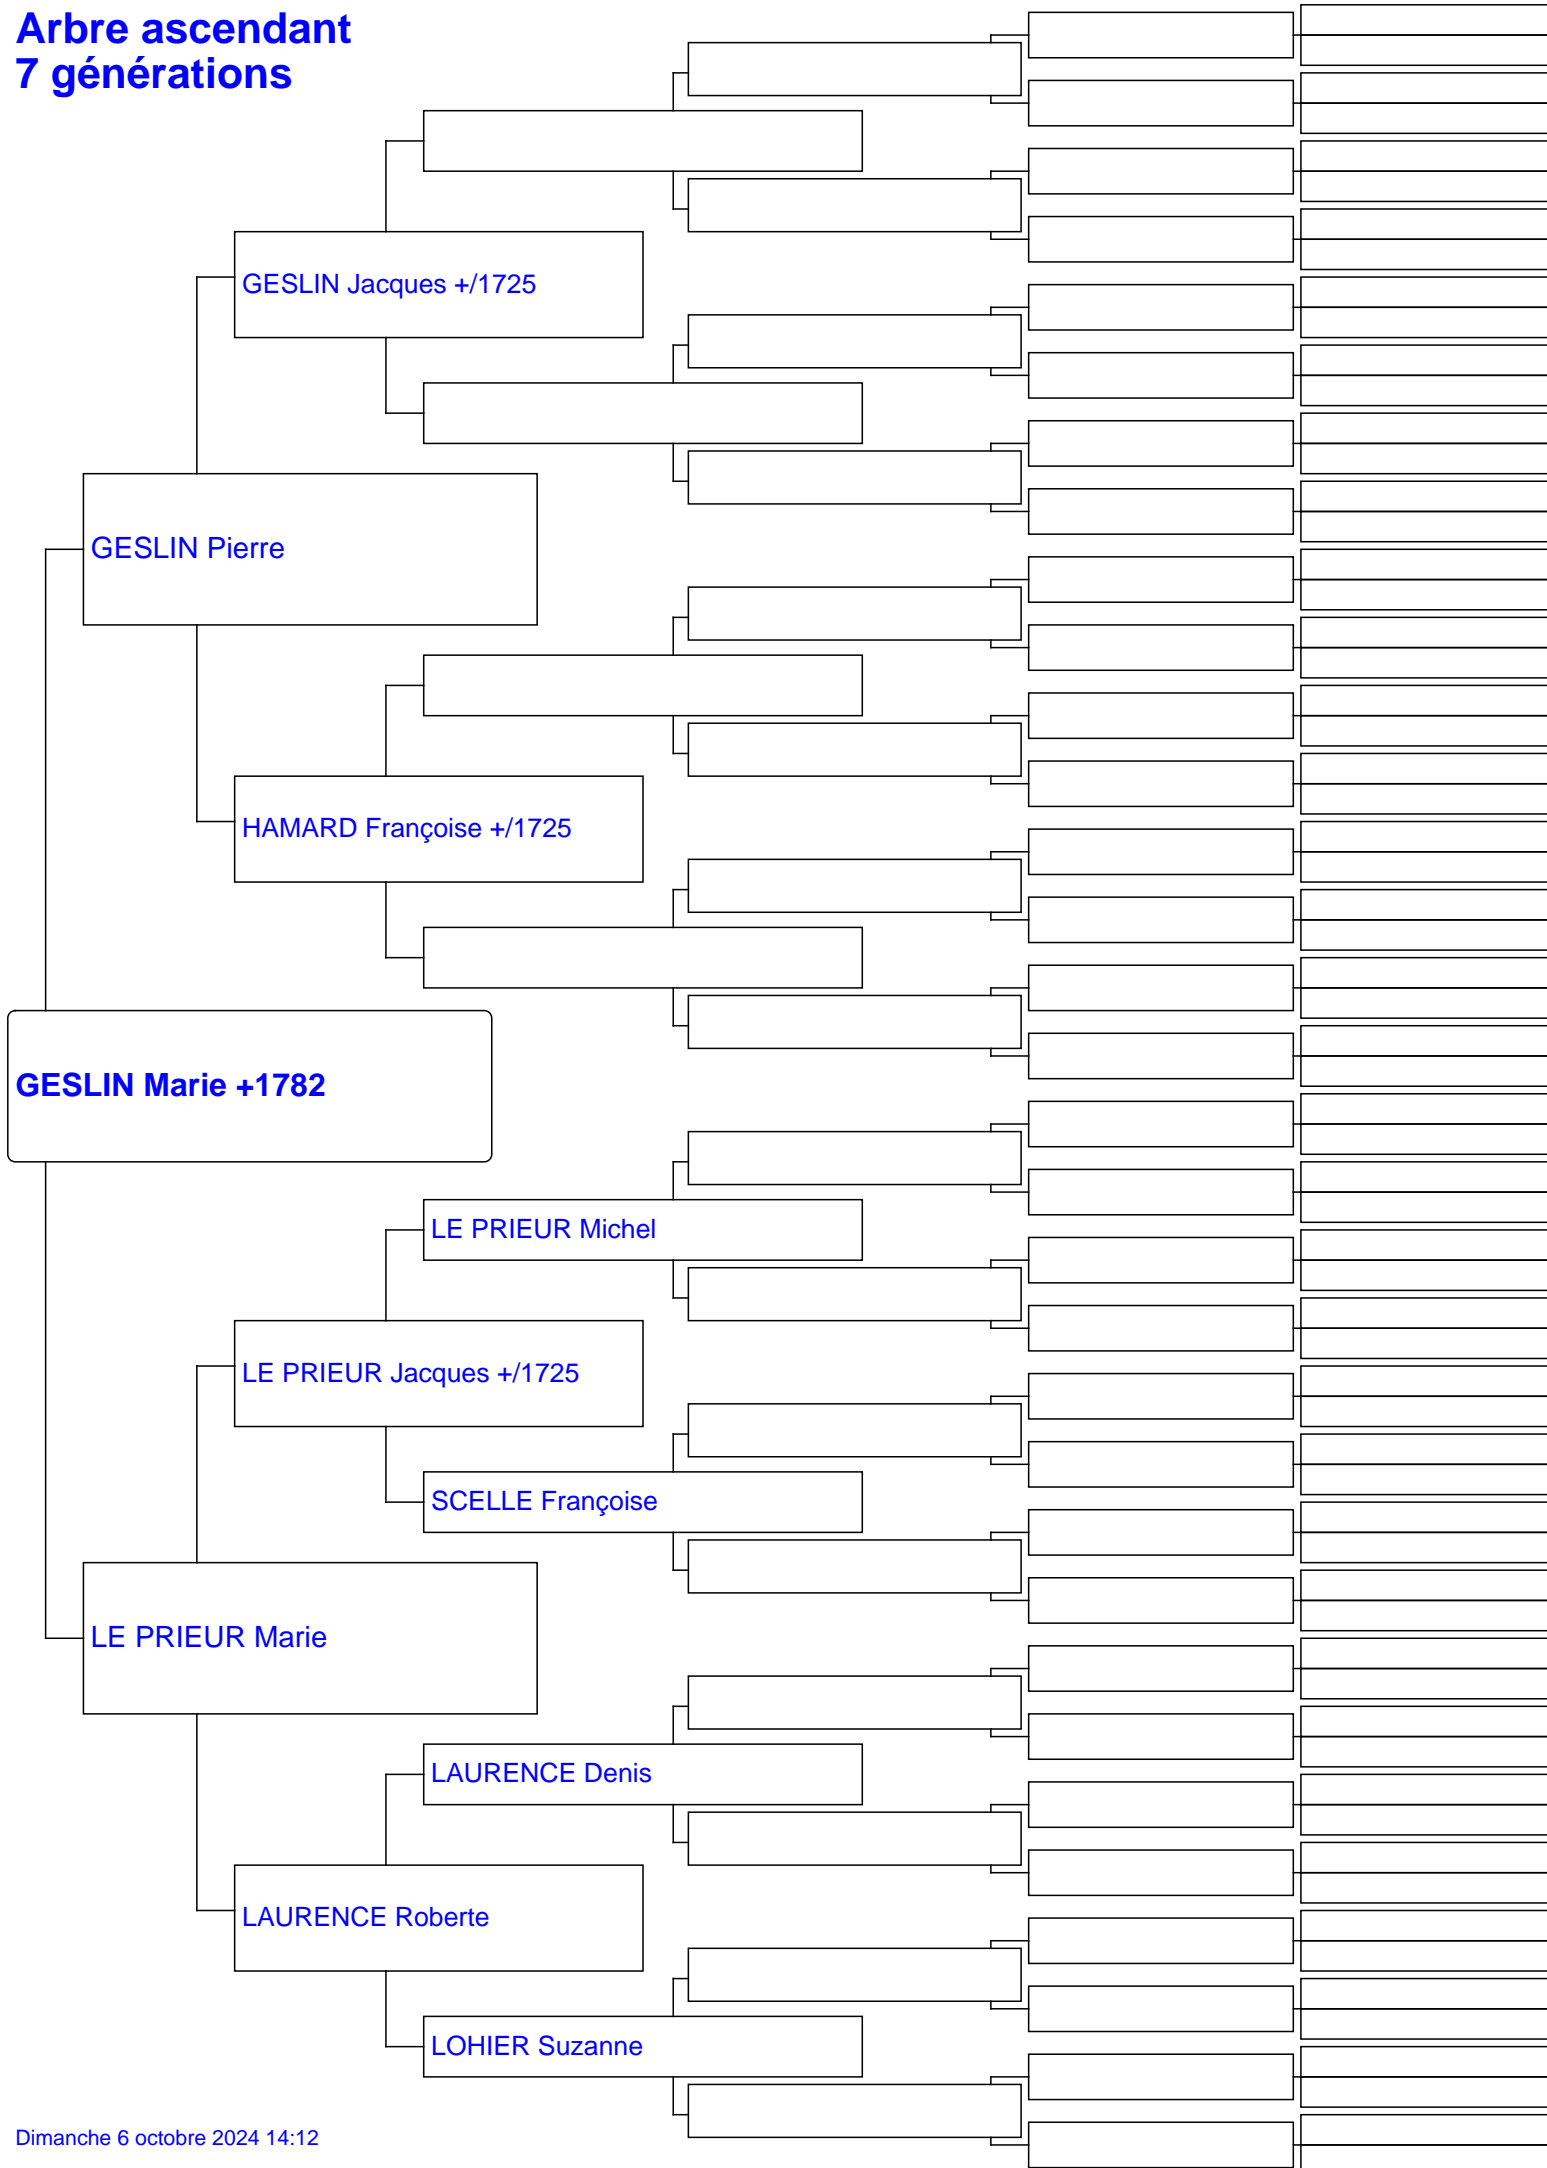 Arbre ascendant
7 générations
GESLIN Jacques +/1725
GESLIN Pierre
HAMARD Françoise +/1725
GESLIN Marie +1782
LE PRIEUR Michel
LE PRIEUR Jacques +/1725
SCELLE Françoise
LE PRIEUR Marie
LAURENCE Denis
LAURENCE Roberte
LOHIER Suzanne
Dimanche 6 octobre 2024 14:12